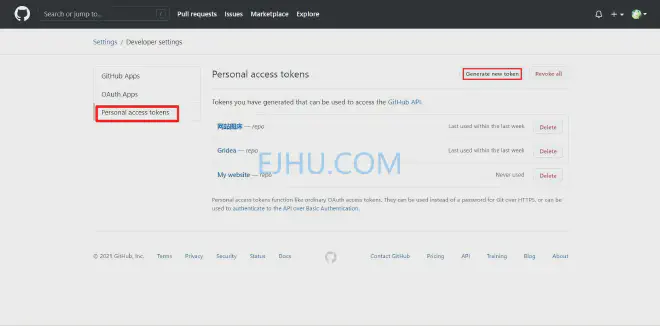 Search or jump to...
/
Pull requests Issues Marketplace Explore
Settings / Developer settings
GitHub Apps
OAuth Apps
Personal access tokens
Personal access tokens
Generate new token
Revoke all
Tokens you have generated that can be used to access the GitHub API.
网站图库 — repo
Last used within the last week
Delete
Gridea — repo
Last used within the last week
Delete
My website — repo
Never used
Delete
EJHU.COM
Personal access tokens function like ordinary OAuth access tokens. They can be used instead of a password for Git over HTTPS, or can be
used to authenticate to the API over Basic Authentication.
© 2021 GitHub, Inc. Terms Privacy Security Status Docs
Contact GitHub Pricing API Training Blog About